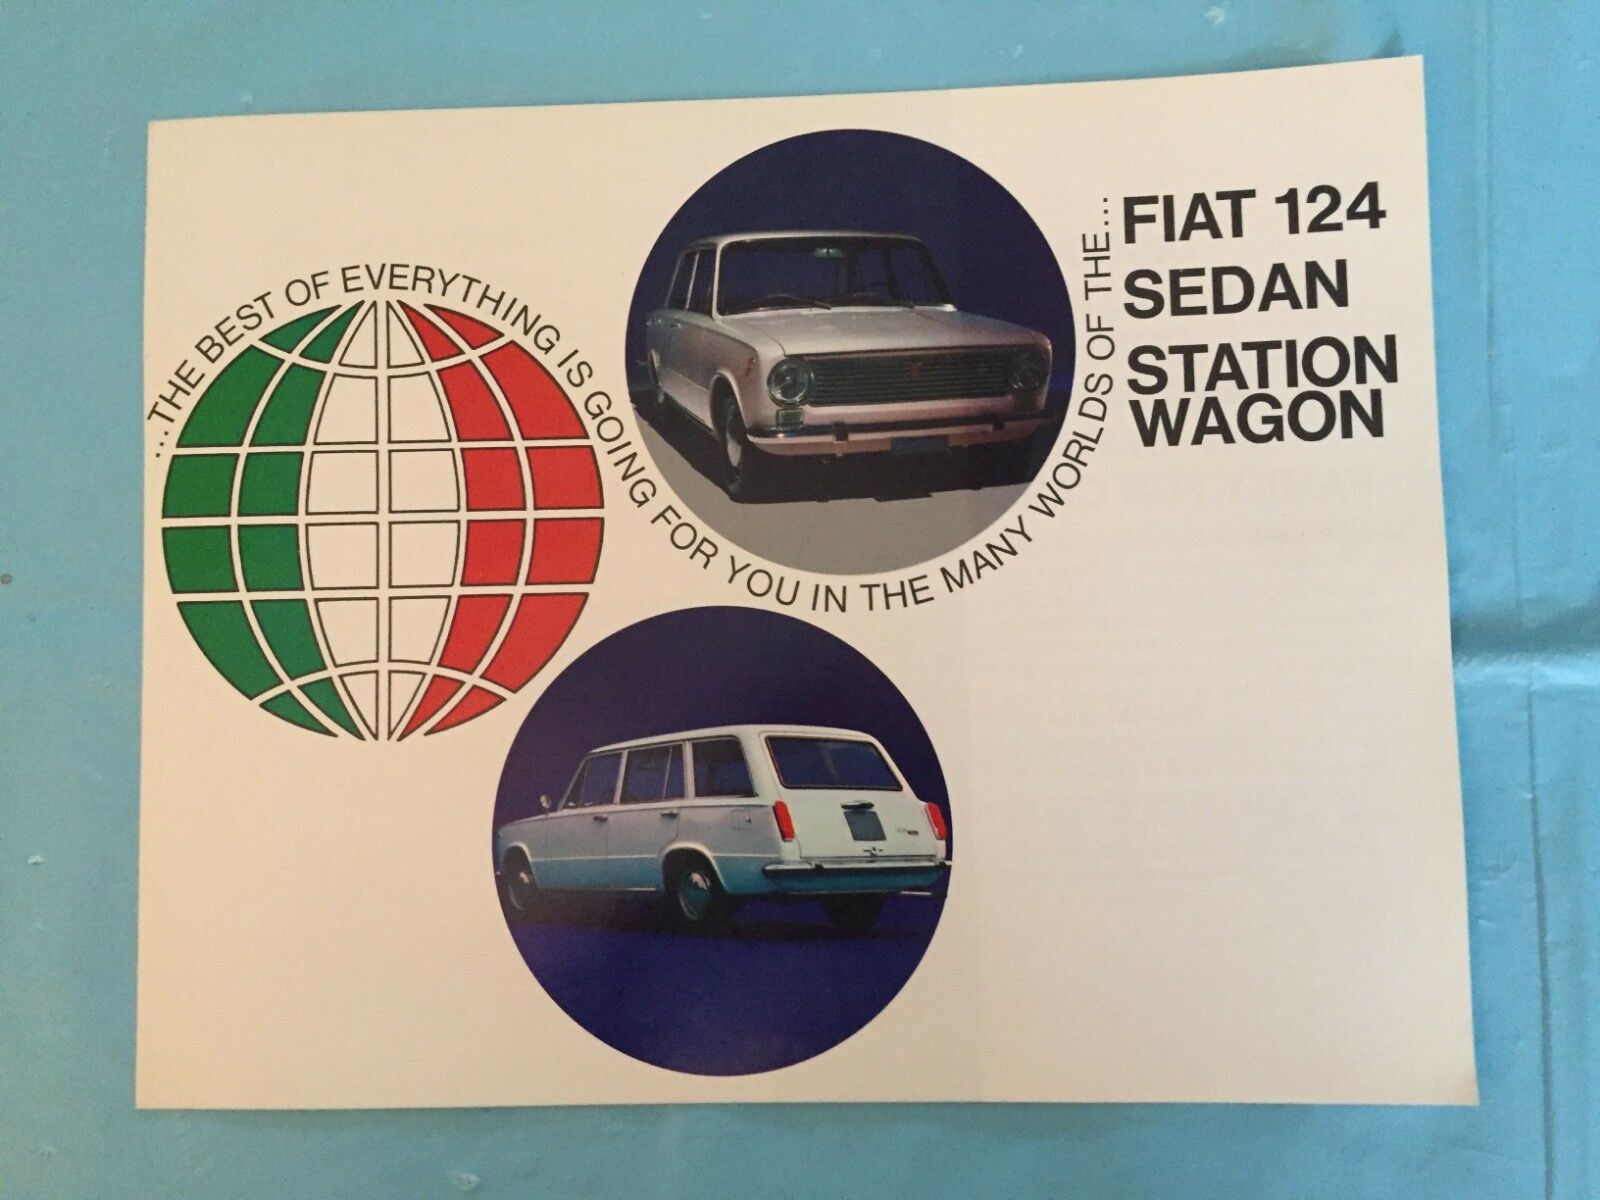 ...THE BEST OF EVERYTHING IS GOING FOR YOU IN THE MANY WORLDS OF THE...
FIAT 124
SEDAN
STATION
WAGON